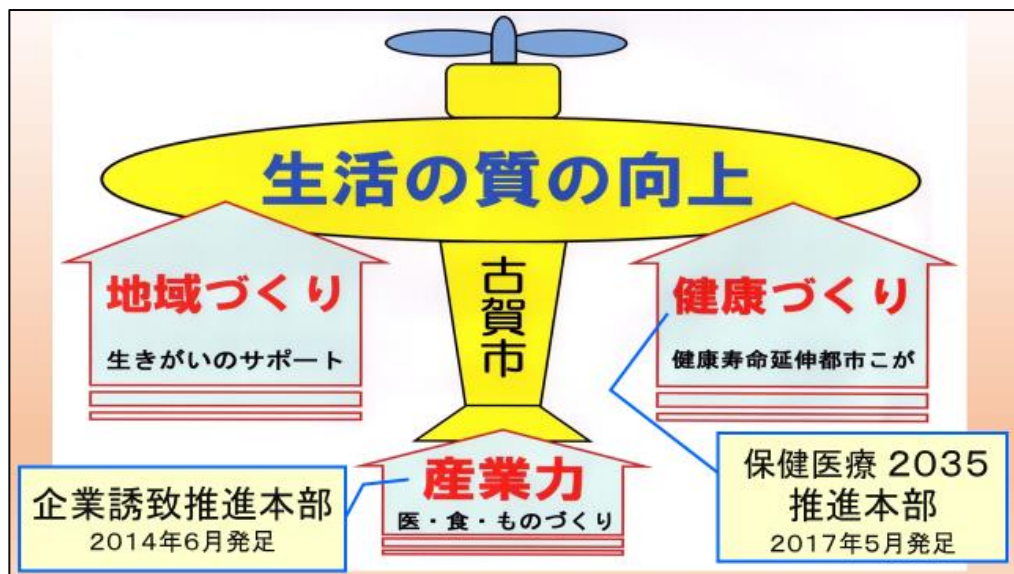 生活の質の向上
地域づくり
生きがいのサポート
古賀市
健康づくり
健康寿命延伸都市こが
産業力
医・食・ものづくり
企業誘致推進本部
2014年6月発足
保健医療 2035
推進本部
2017年5月発足